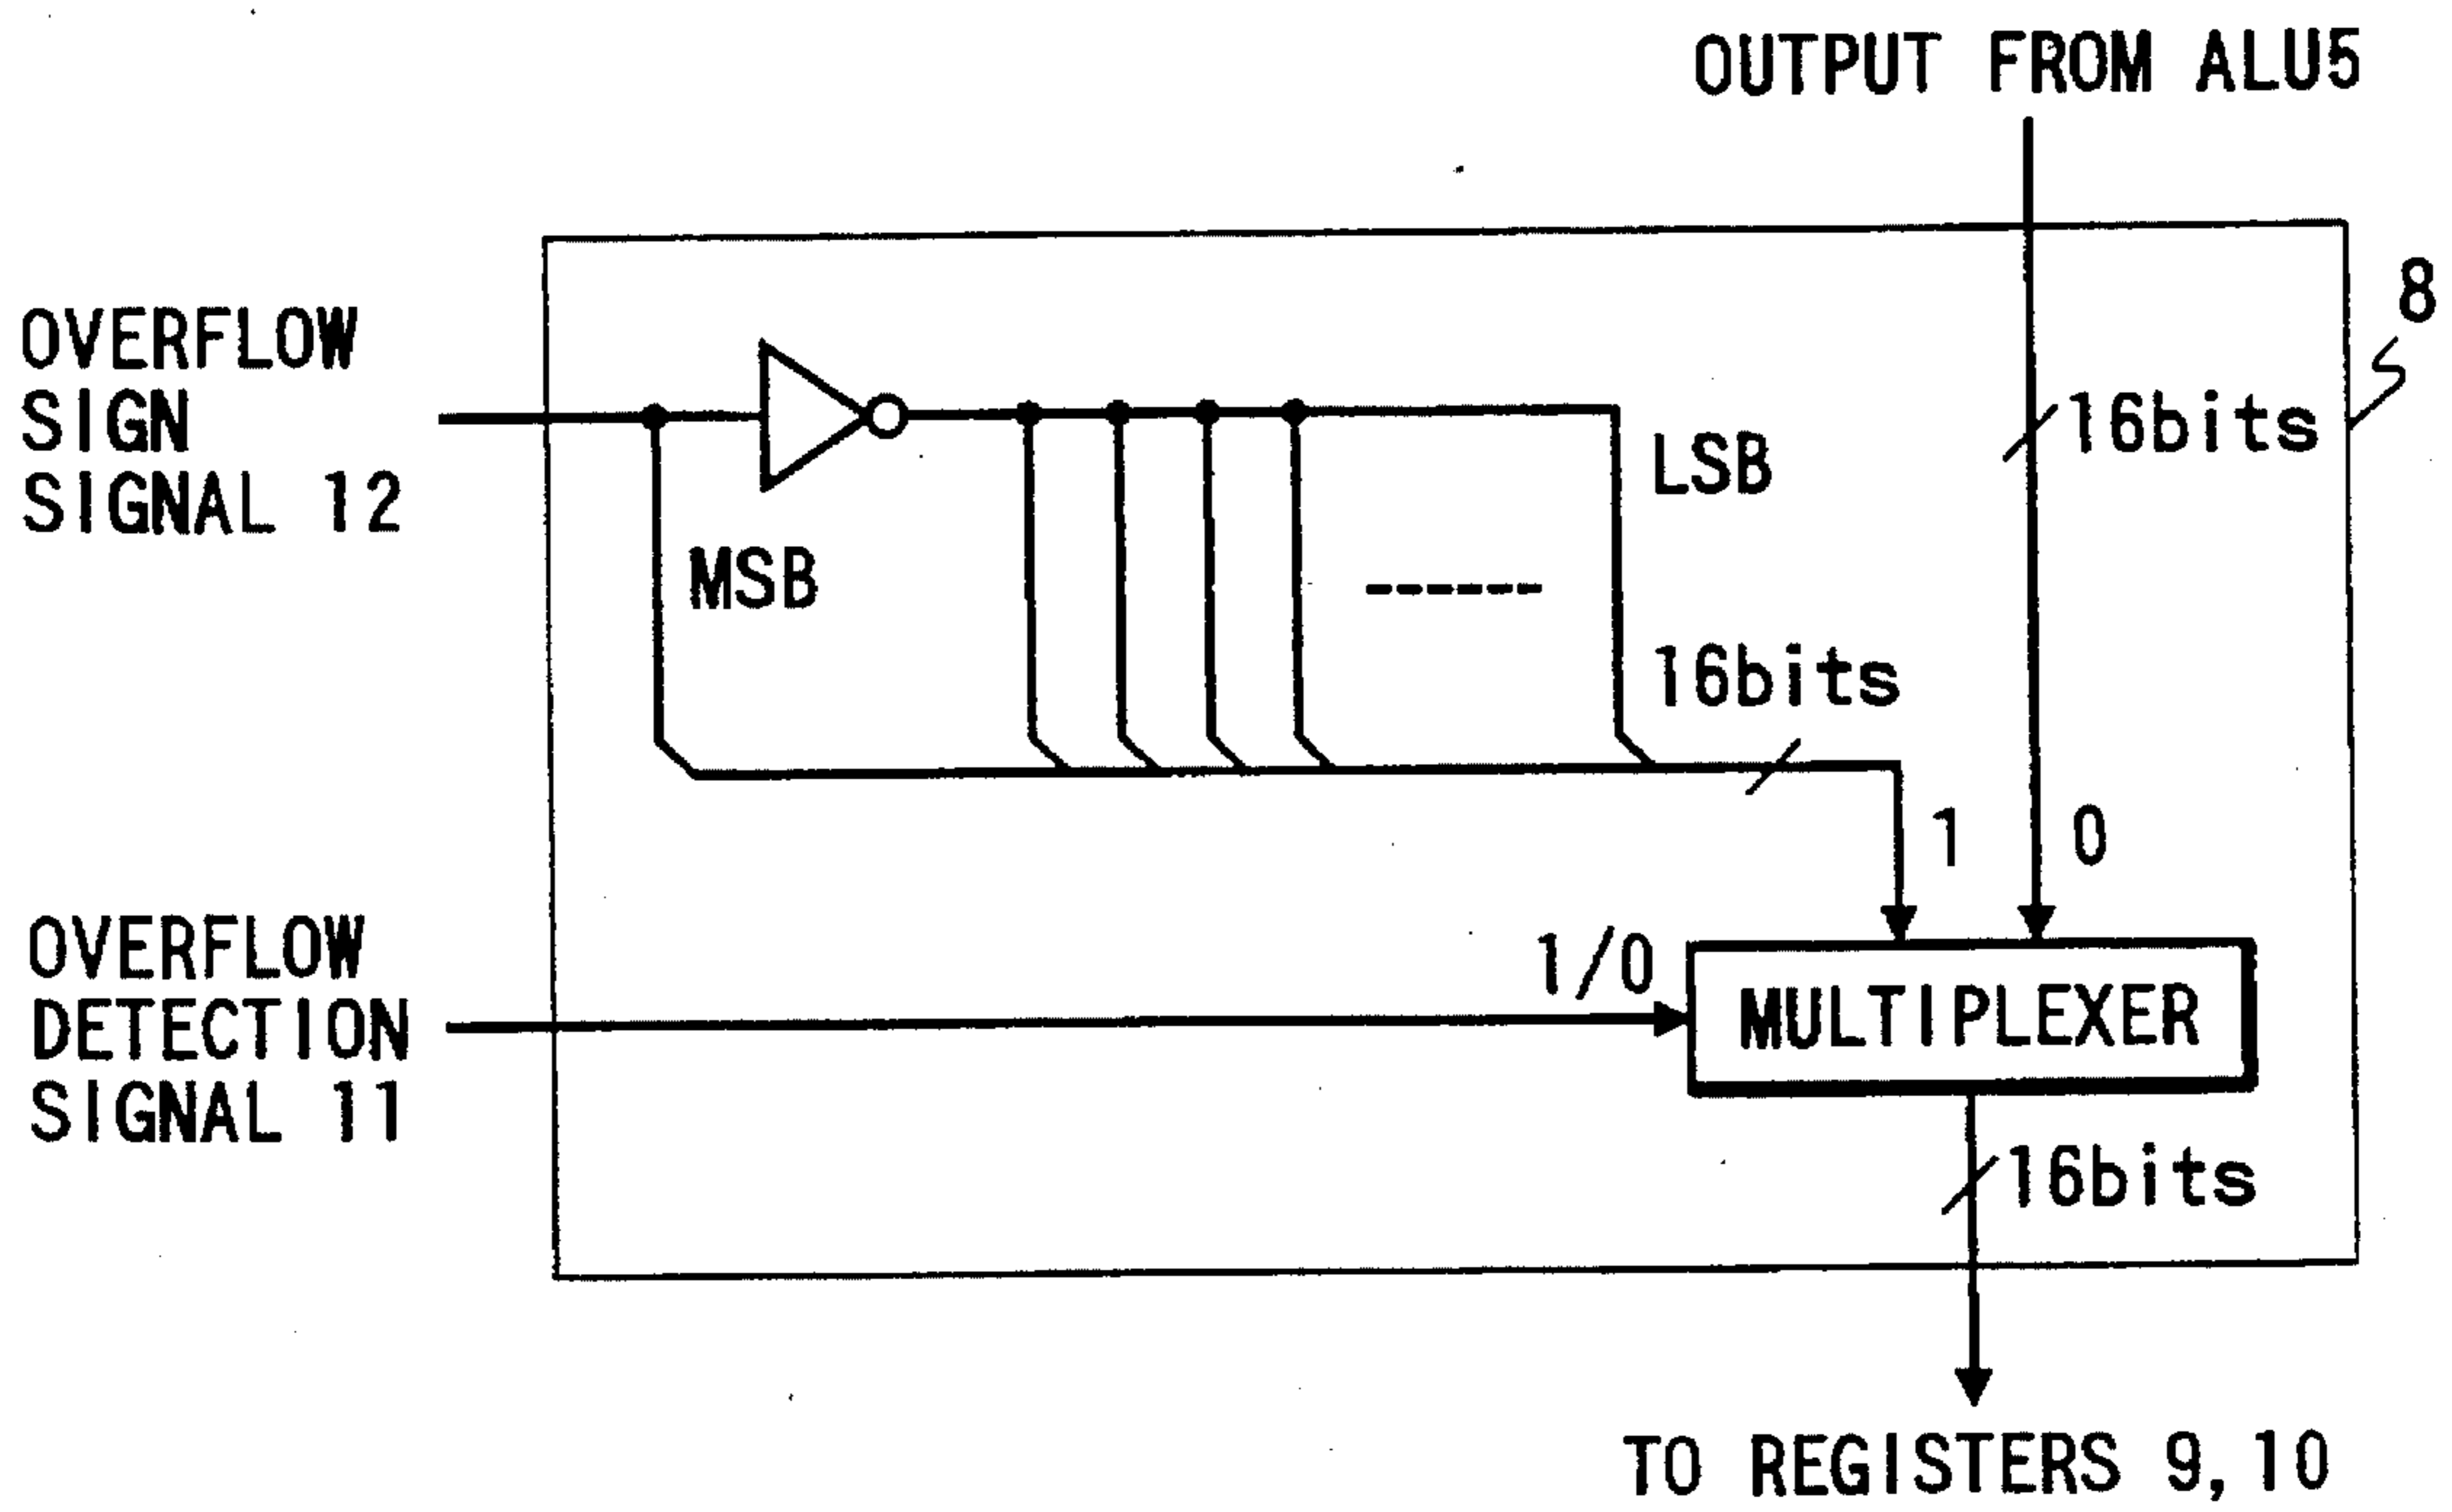 OUTPUT FROM ALU5
8
OVERFLOW
SIGN
SIGNAL 12
16bits
LSB
MSB
16bits
1
0
OVERFLOW
DETECTION
SIGNAL 11
1/0
MULTIPLEXER
16bits
TO REGISTERS 9,10